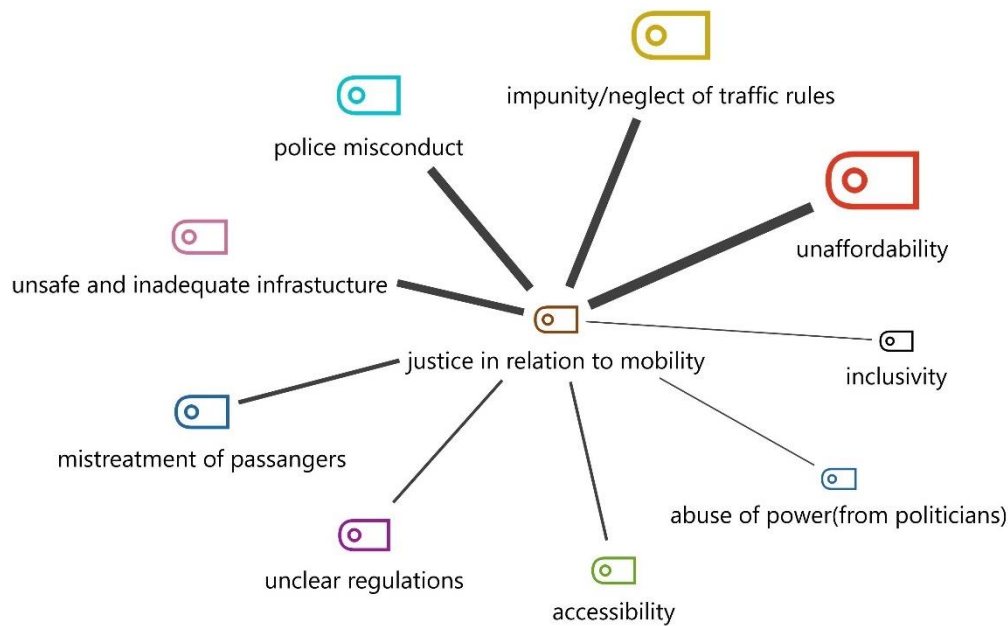 impunity/neglect of traffic rules
police misconduct
unaffordability
unsafe and inadequate infrastucture
justice in relation to mobility
inclusivity
mistreatment of passangers
abuse of power(from politicians)
unclear regulations
accessibility